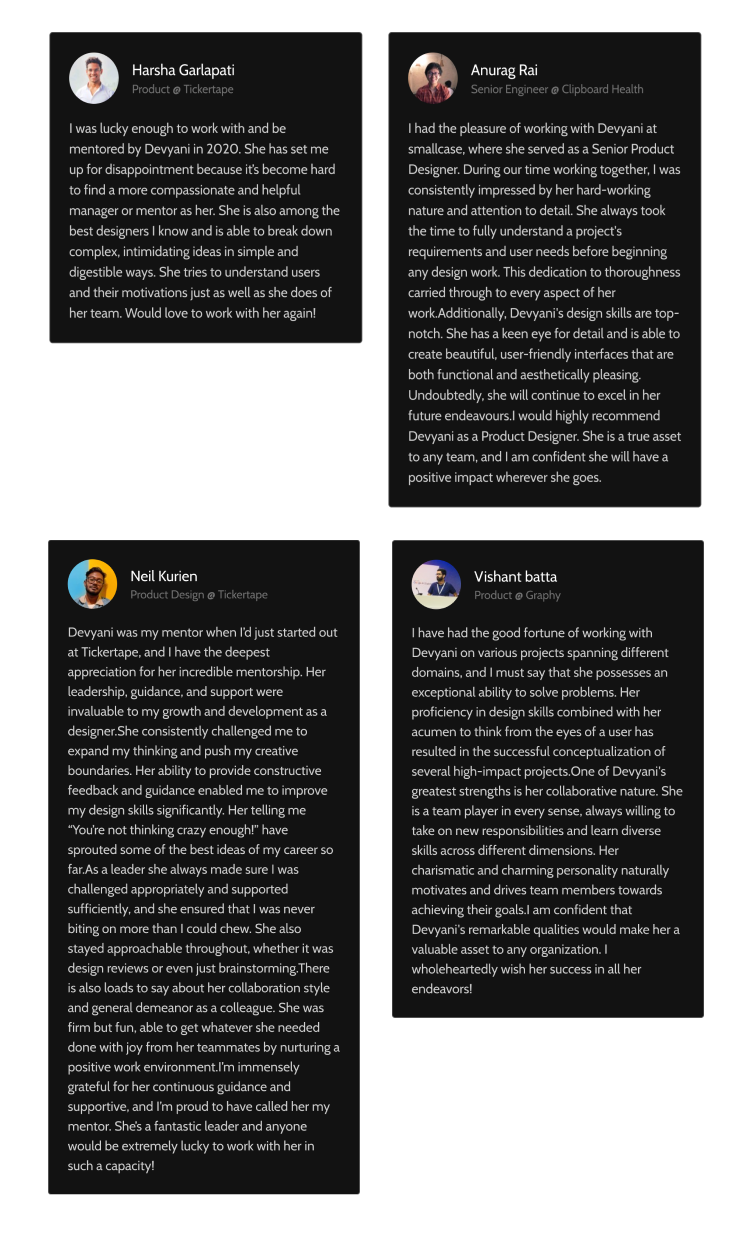 Harsha Garlapati
Product @ Tickertape
I was lucky enough to work with and be
mentored by Devyani in 2020. She has set me
up for disappointment because it's become hard
to find a more compassionate and helpful
manager or mentor as her. She is also among the
best designers I know and is able to break down
complex, intimidating ideas in simple and
digestible ways. She tries to understand users
and their motivations just as well as she does of
her team. Would love to work with her again!
Anurag Rai
Senior Engineer @ Clipboard Health
I had the pleasure of working with Devyani at
smallcase, where she served as a Senior Product
Designer. During our time working together, I was
consistently impressed by her hard-working
nature and attention to detail. She always took
the time to fully understand a project's
requirements and user needs before beginning
any design work. This dedication to thoroughness
carried through to every aspect of her
work.Additionally, Devyani's design skills are top-
notch. She has a keen eye for detail and is able to
create beautiful, user-friendly interfaces that are
both functional and aesthetically pleasing.
Undoubtedly, she will continue to excel in her
future endeavours.I would highly recommend
Devyani as a Product Designer. She is a true asset
to any team, and I am confident she will have a
positive impact wherever she goes.
Neil Kurien
Product Design @ Tickertape
Devyani was my mentor when I'd just started out
at Tickertape, and I have the deepest
appreciation for her incredible mentorship. Her
leadership, guidance, and support were
invaluable to my growth and development as a
designer.She consistently challenged me to
expand my thinking and push my creative
boundaries. Her ability to provide constructive
feedback and guidance enabled me to improve
my design skills significantly. Her telling me
“You're not thinking crazy enough!” have
sprouted some of the best ideas of my career so
far.As a leader she always made sure I was
challenged appropriately and supported
sufficiently, and she ensured that I was never
biting on more than I could chew. She also
stayed approachable throughout, whether it was
design reviews or even just brainstorming.There
is also loads to say about her collaboration style
and general demeanor as a colleague. She was
firm but fun, able to get whatever she needed
done with joy from her teammates by nurturing a
positive work environment.I'm immensely
grateful for her continuous guidance and
supportive, and I'm proud to have called her my
mentor. She's a fantastic leader and anyone
would be extremely lucky to work with her in
such a capacity!
Vishant batta
Product @ Graphy
I have had the good fortune of working with
Devyani on various projects spanning different
domains, and I must say that she possesses an
exceptional ability to solve problems. Her
proficiency in design skills combined with her
acumen to think from the eyes of a user has
resulted in the successful conceptualization of
several high-impact projects.One of Devyani's
greatest strengths is her collaborative nature. She
is a team player in every sense, always willing to
take on new responsibilities and learn diverse
skills across different dimensions. Her
charismatic and charming personality naturally
motivates and drives team members towards
achieving their goals.I am confident that
Devyani's remarkable qualities would make her a
valuable asset to any organization. I
wholeheartedly wish her success in all her
endeavors!